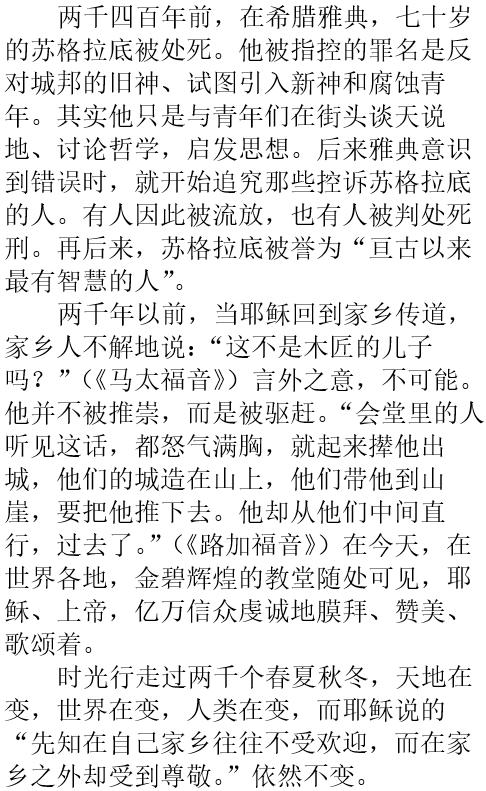 两千四百年前，在希腊雅典，七十岁
的苏格拉底被处死。他被指控的罪名是反
对城邦的旧神、试图引入新神和腐蚀青
年。其实他只是与青年们在街头谈天说
地、讨论哲学，启发思想。后来雅典意识
到错误时，就开始追究那些控诉苏格拉底
的人。有人因此被流放，也有人被判处死
刑。再后来，苏格拉底被誉为“亘古以来
最有智慧的人”。
两千年以前，当耶稣回到家乡传道，
家乡人不解地说：“这不是木匠的儿子
吗？”（《马太福音》）言外之意，不可能。
他并不被推崇，而是被驱赶。“会堂里的人
听见这话，都怒气满胸，就起来撵他出
城，他们的城造在山上，他们带他到山
崖，要把他推下去。他却从他们中间直
行，过去了。”（《路加福音》）在今天，在
世界各地，金碧辉煌的教堂随处可见，耶
稣、上帝，亿万信众虔诚地膜拜、赞美、
歌颂着。
时光行走过两千个春夏秋冬，天地在
变，世界在变，人类在变，而耶稣说的
“先知在自己家乡往往不受欢迎，而在家
乡之外却受到尊敬。”依然不变。